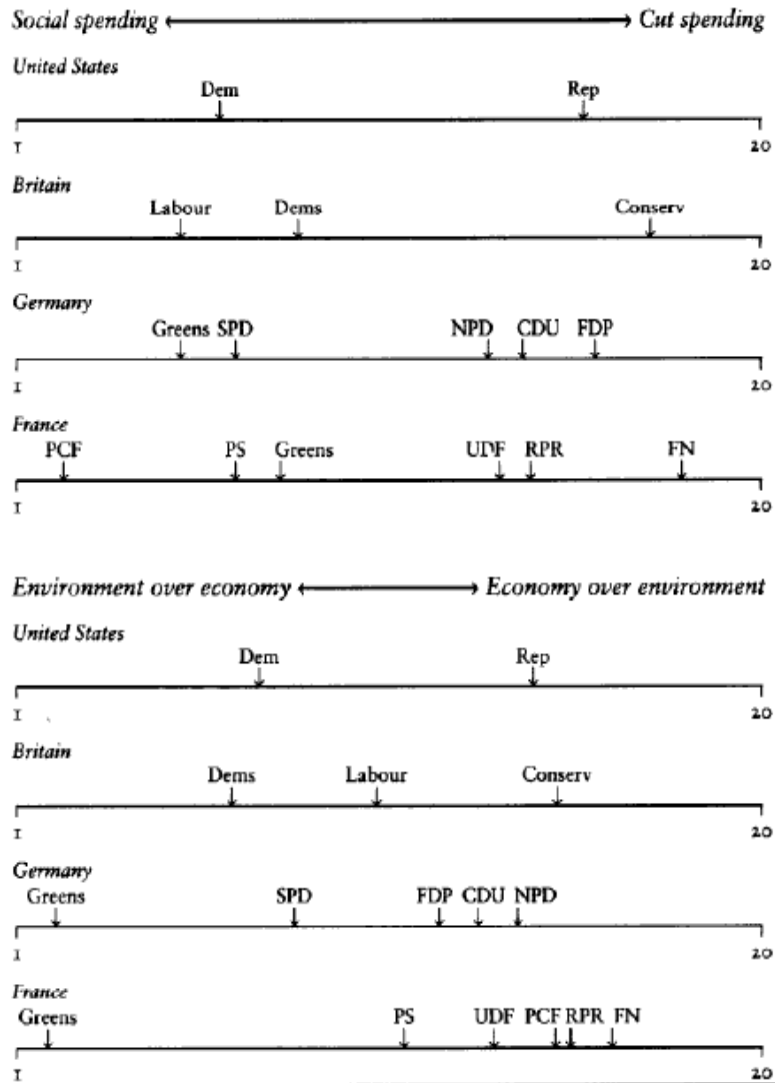 Social spending ⟷ Cut spending
United States
Dem Rep
1 20
Britain
Labour Dems Conserv
1 20
Germany
Greens SPD NPD CDU FDP
1 20
France
PCF PS Greens UDF RPR FN
1 20
Environment over economy ⟷ Economy over environment
United States
Dem Rep
1 20
Britain
Dems Labour Conserv
1 20
Germany
Greens SPD FDP CDU NPD
1 20
France
Greens PS UDF PCF RPR FN
1 20